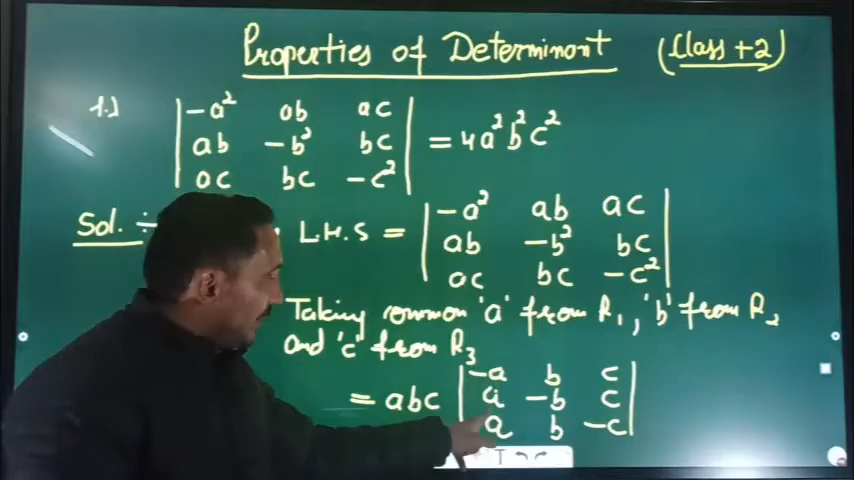 Properties of Determinant (Class +2)
1.) | -a² ab ac |
| ab -b² bc | = 4a²b²c²
| ac bc -c² |
Sol. ÷ L.H.S = | -a² ab ac |
| ab -b² bc |
| ac bc -c² |
Taking common 'a' from R₁, 'b' from R₂
and 'c' from R₃
= abc | -a b c |
| a -b c |
| a b -c |
T